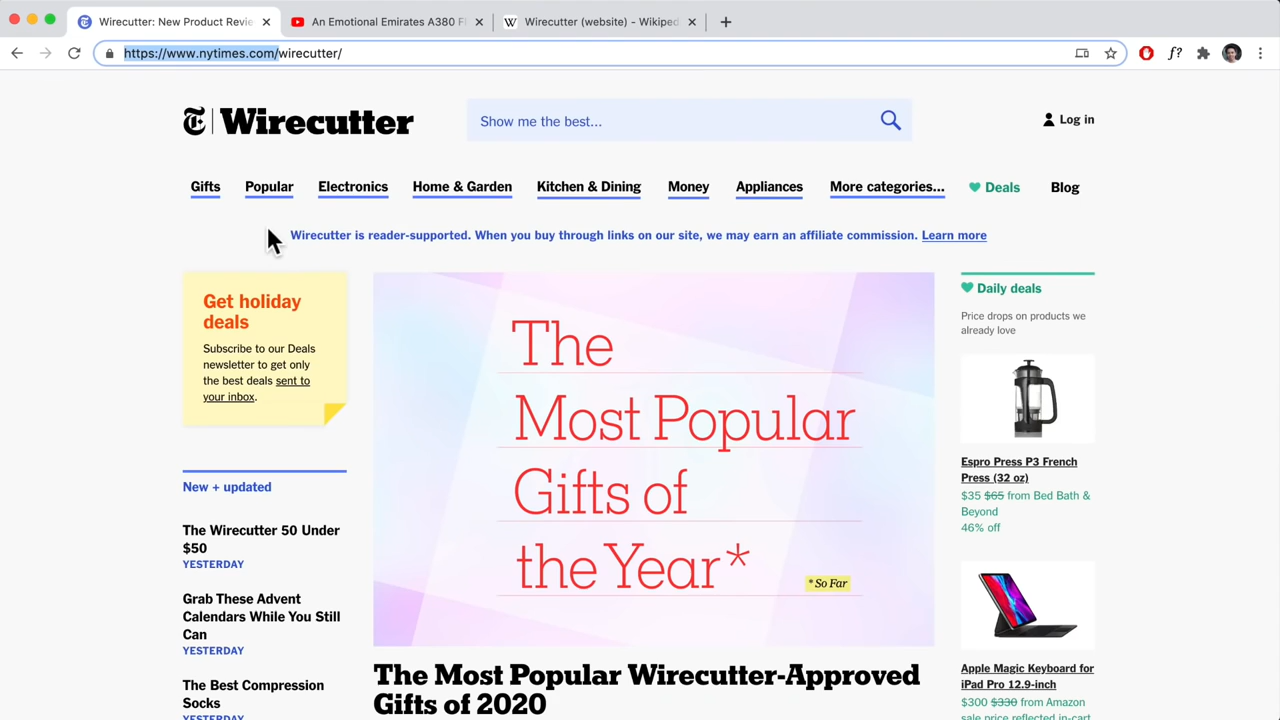 Wirecutter: New Product Revie
An Emotional Emirates A380 Fl
W Wirecutter (website) - Wikiped
https://www.nytimes.com/wirecutter/
f?
T Wirecutter
Show me the best...
Log in
Gifts
Popular
Electronics
Home & Garden
Kitchen & Dining
Money
Appliances
More categories...
Deals
Blog
Wirecutter is reader-supported. When you buy through links on our site, we may earn an affiliate commission. Learn more
Get holiday
deals
Subscribe to our Deals
newsletter to get only
the best deals sent to
your inbox.
New + updated
The Wirecutter 50 Under
$50
YESTERDAY
Grab These Advent
Calendars While You Still
Can
YESTERDAY
The Best Compression
Socks
YESTERDAY
The
Most Popular
Gifts of
the Year*
*So Far
The Most Popular Wirecutter-Approved
Gifts of 2020
Daily deals
Price drops on products we
already love
Espro Press P3 French
Press (32 oz)
$35 $65 from Bed Bath &
Beyond
46% off
Apple Magic Keyboard for
iPad Pro 12.9-inch
$300 $330 from Amazon
sale price reflected in-cart